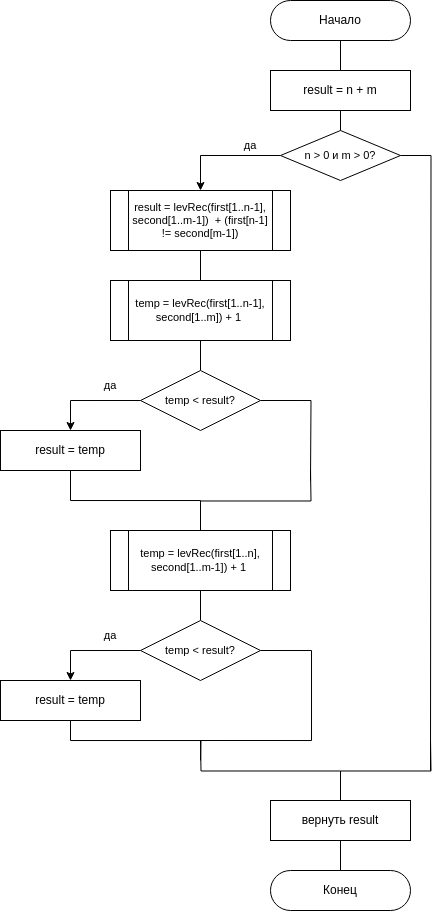 Начало
result = n + m
n > 0 и m > 0?
да
result = levRec(first[1..n-1],
second[1..m-1])  + (first[n-1]
!= second[m-1])
temp = levRec(first[1..n-1],
second[1..m]) + 1
temp < result?
да
result = temp
temp = levRec(first[1..n],
second[1..m-1]) + 1
temp < result?
да
result = temp
вернуть result
Конец